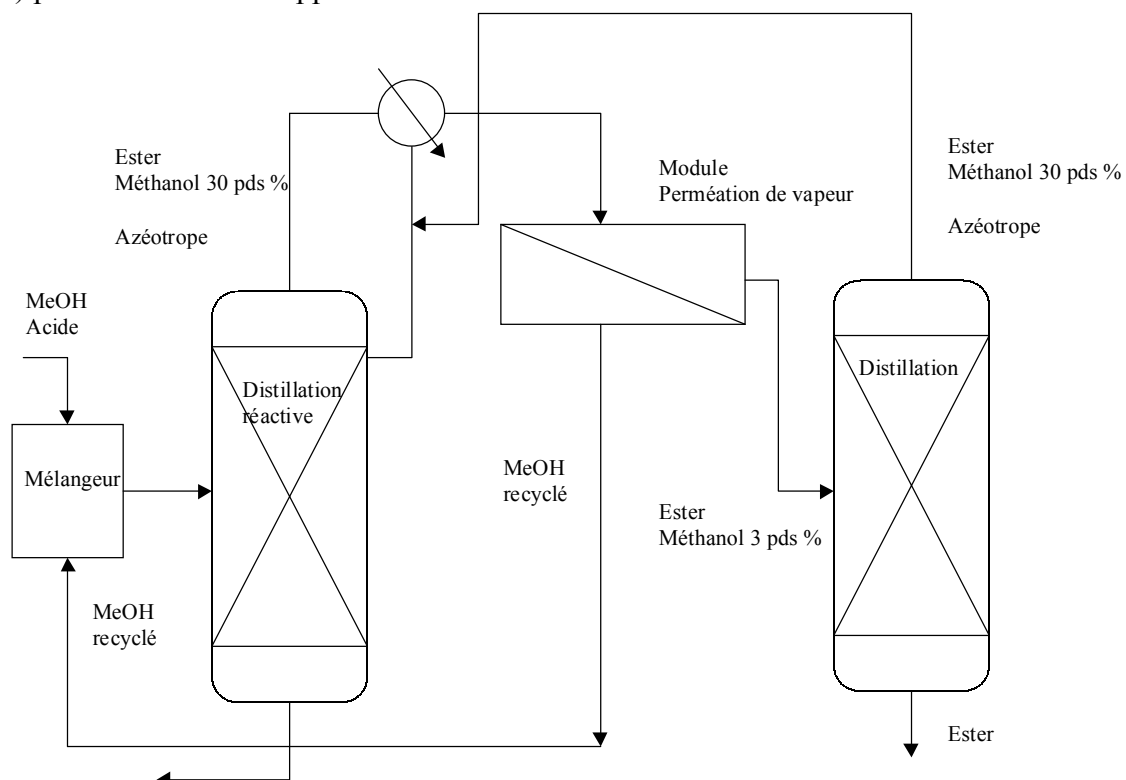 Ester
Méthanol 30 pds %
Azéotrope
Module
Perméation de vapeur
Ester
Méthanol 30 pds %
Azéotrope
MeOH
Acide
Distillation
réactive
Distillation
Mélangeur
MeOH
recyclé
Ester
Méthanol 3 pds %
MeOH
recyclé
Ester